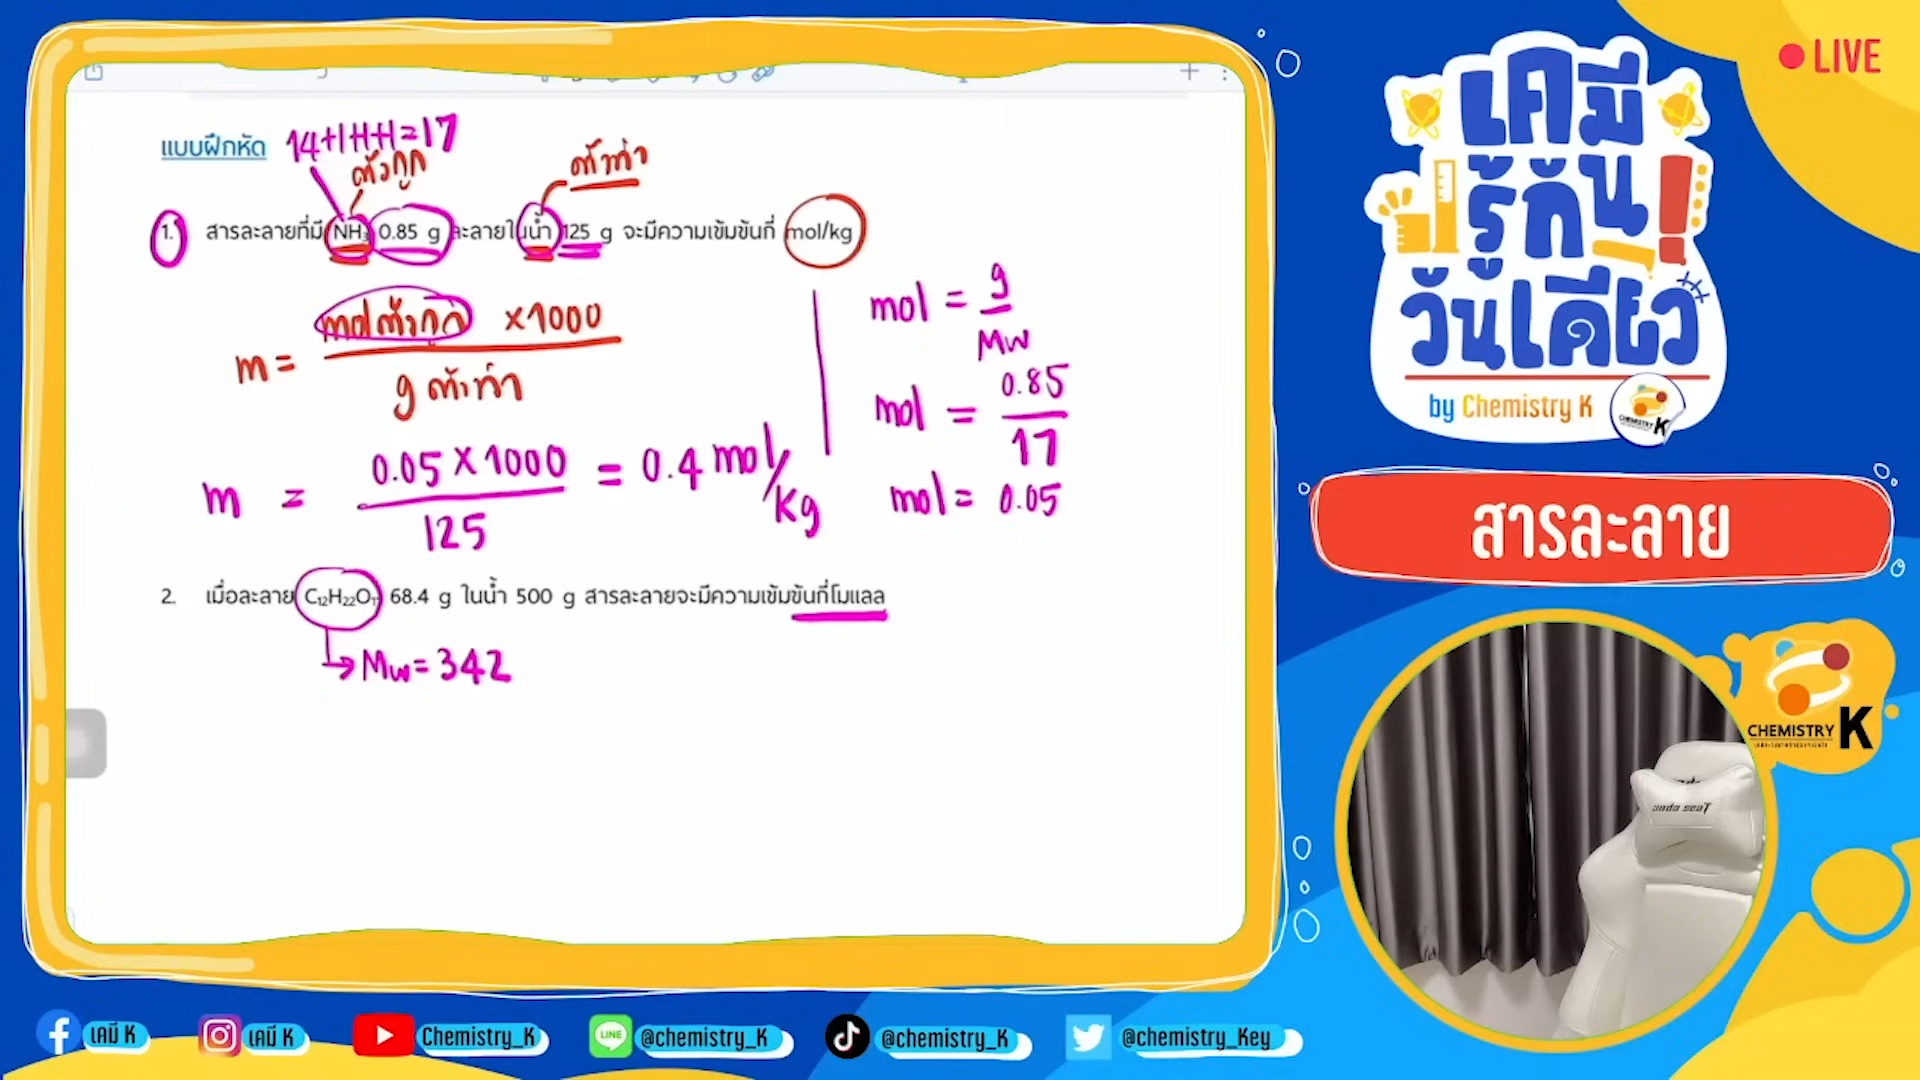 LIVE
แบบฝึกหัด
14+1+1+1=17
ตัวถูก
ตัวทำ
1. สารละลายที่มี NH3 0.85 g ละลายในน้ำ 125 g จะมีความเข้มข้นกี่ mol/kg
m = molตัวถูก ×1000
g ตัวทำ
m = 0.05 × 1000 = 0.4 mol/kg
125
mol = g
Mw
mol = 0.85
17
mol = 0.05
2. เมื่อละลาย C12H22O11 68.4 g ในน้ำ 500 g สารละลายจะมีความเข้มข้นกี่โมแลล
Mw = 342
เคมี
รู้กัน!
วันเดียว
by Chemistry K
CHEMISTRY K
สารละลาย
CHEMISTRY K
anda seaT
เคมี K
เคมี K
Chemistry_K
LINE
@chemistry_K
@chemistry_K
@chemistry_Key